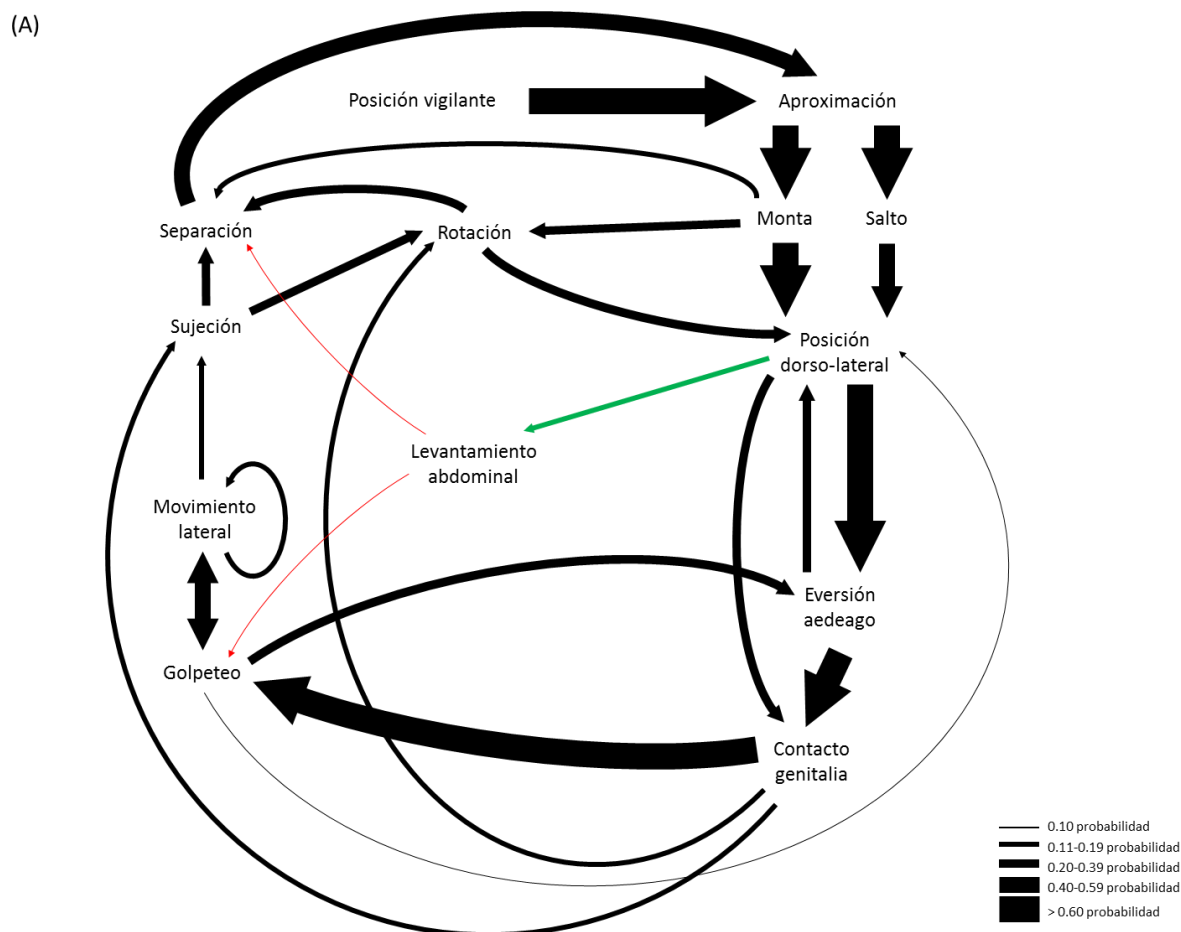 (A)
Posición vigilante
Aproximación
Separación
Rotación
Monta
Salto
Sujeción
Posición
dorso-lateral
Levantamiento
abdominal
Movimiento
lateral
Eversión
aedeago
Golpeteo
Contacto
genitalia
0.10 probabilidad
0.11-0.19 probabilidad
0.20-0.39 probabilidad
0.40-0.59 probabilidad
> 0.60 probabilidad